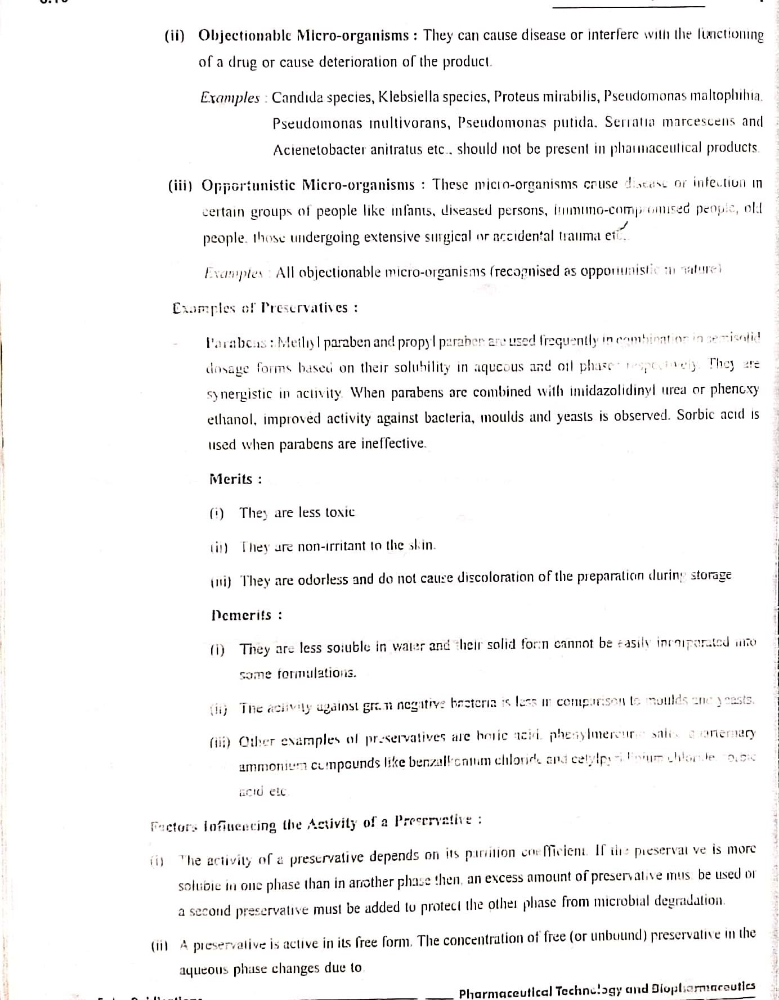 (ii) Objectionable Micro-organisms : They can cause disease or interfere with the functioning
of a drug or cause deterioration of the product.
Examples : Candida species, Klebsiella species, Proteus mirabilis, Pseudomonas maltophilia,
Pseudomonas multivorans, Pseudomonas putida, Serratia marcescens and
Acienetobacter anitratus etc., should not be present in pharmaceutical products.
(iii) Opportunistic Micro-organisms : These micro-organisms cause disease or infection in
certain groups of people like infants, diseased persons, immuno-compromised people, old
people, those undergoing extensive surgical or accidental trauma etc.
Examples : All objectionable micro-organisms (recognised as opportunistic in nature)
Examples of Preservatives :
Parabens : Methyl paraben and propyl paraben are used frequently in combination in semisolid
dosage forms based on their solubility in aqueous and oil phase respectively. They are
synergistic in activity. When parabens are combined with imidazolidinyl urea or phenoxy
ethanol, improved activity against bacteria, moulds and yeasts is observed. Sorbic acid is
used when parabens are ineffective.
Merits :
(i) They are less toxic
(ii) They are non-irritant to the skin.
(iii) They are odorless and do not cause discoloration of the preparation during storage
Demerits :
(i) They are less soluble in water and their solid form cannot be easily incorporated into
some formulations.
(ii) The activity against gram negative bacteria is less in comparison to moulds and yeasts.
(iii) Other examples of preservatives are boric acid, phenylmercuric salts, quarternary
ammonium compounds like benzalkonium chloride and cetylpyridinium chloride, sorbic
acid etc.
Factors Influencing the Activity of a Preservative :
(i) The activity of a preservative depends on its partition coefficient. If the preservative is more
soluble in one phase than in another phase then, an excess amount of preservative must be used or
a second preservative must be added to protect the other phase from microbial degradation.
(ii) A preservative is active in its free form. The concentration of free (or unbound) preservative in the
aqueous phase changes due to
Pharmaceutical Technology and Biopharmaceutics